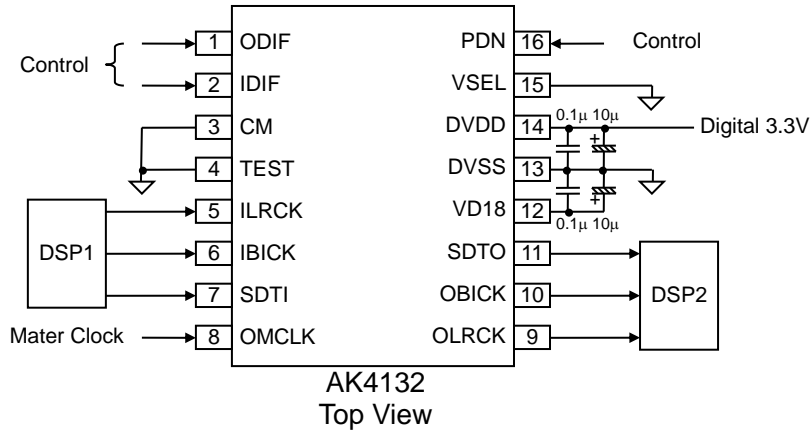 1 ODIF
PDN 16
Control
Control
2 IDIF
VSEL 15
3 CM
0.1μ 10μ
DVDD 14
+
Digital 3.3V
4 TEST
DVSS 13
5 ILRCK
VD18 12
+
0.1μ 10μ
DSP1
6 IBICK
SDTO 11
7 SDTI
OBICK 10
DSP2
Mater Clock
8 OMCLK
OLRCK 9
AK4132
Top View